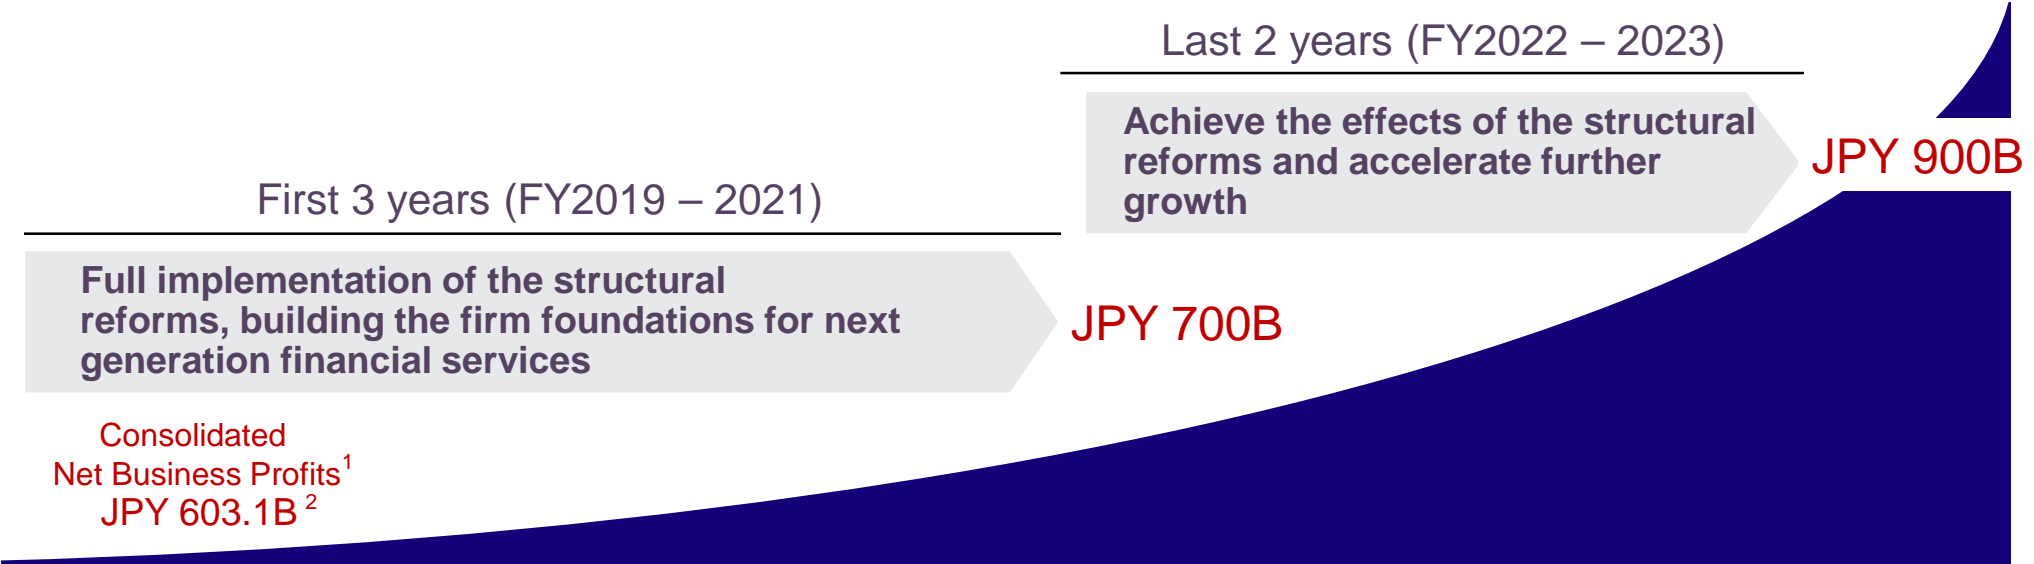 Last 2 years (FY2022 – 2023)
Achieve the effects of the structural
reforms and accelerate further
growth
JPY 900B
First 3 years (FY2019 – 2021)
Full implementation of the structural
reforms, building the firm foundations for next
generation financial services
JPY 700B
Consolidated
Net Business Profits1
JPY 603.1B 2